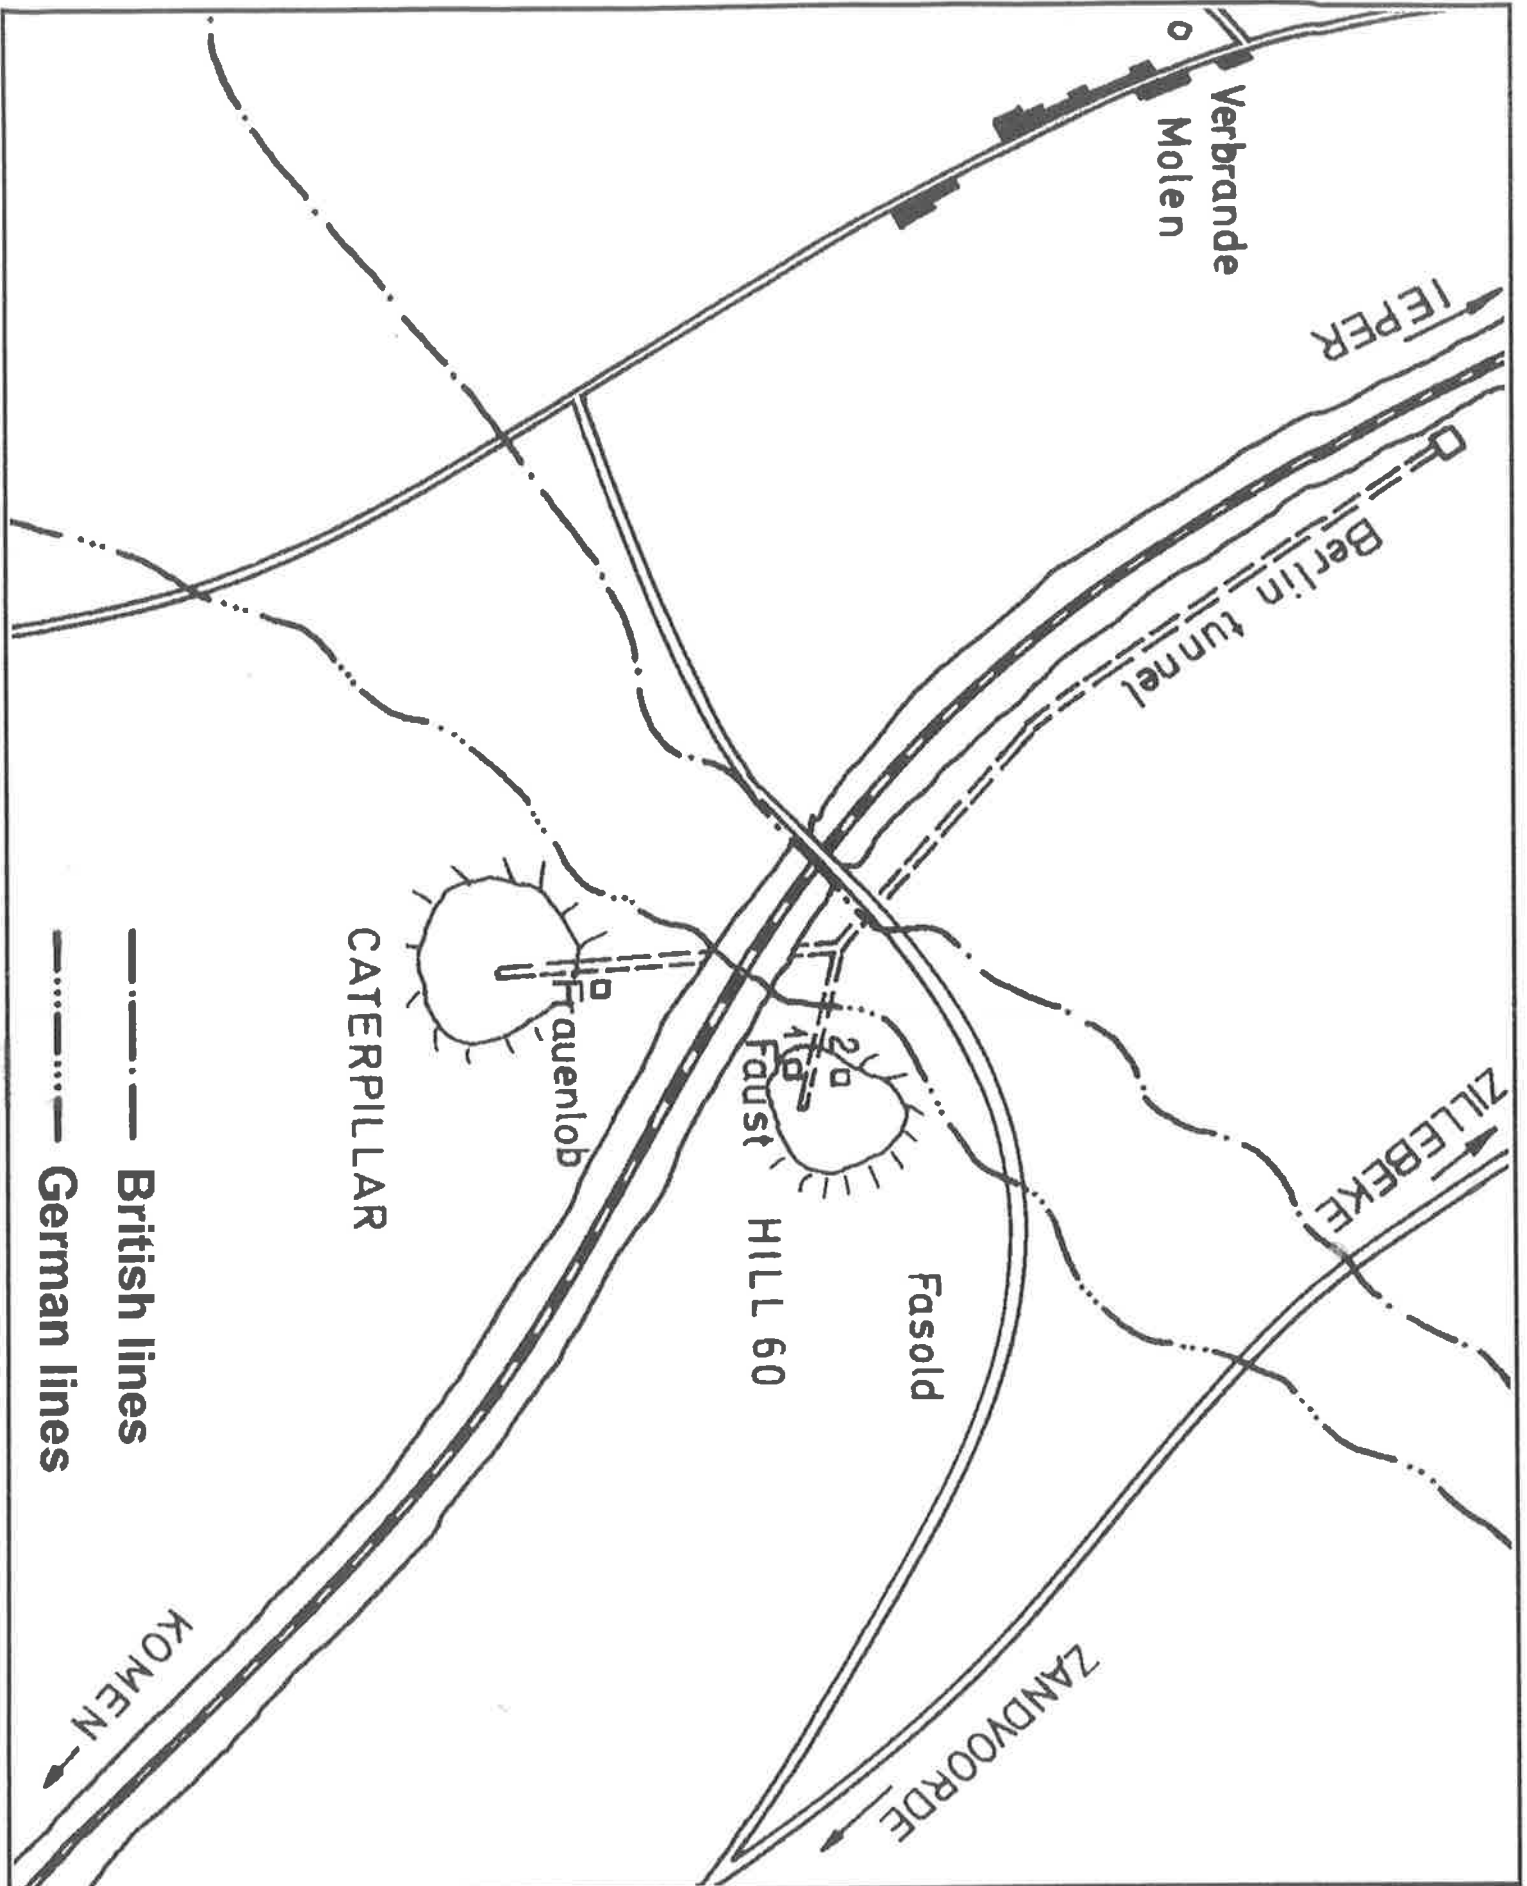 Verbrande
Molen
IEPER
Berlin tunnel
ZILLEBEKE
ZANDVOORDE
Fasold
HILL 60
2
1
Faust
Frauenlob
CATERPILLAR
KOMEN
British lines
German lines